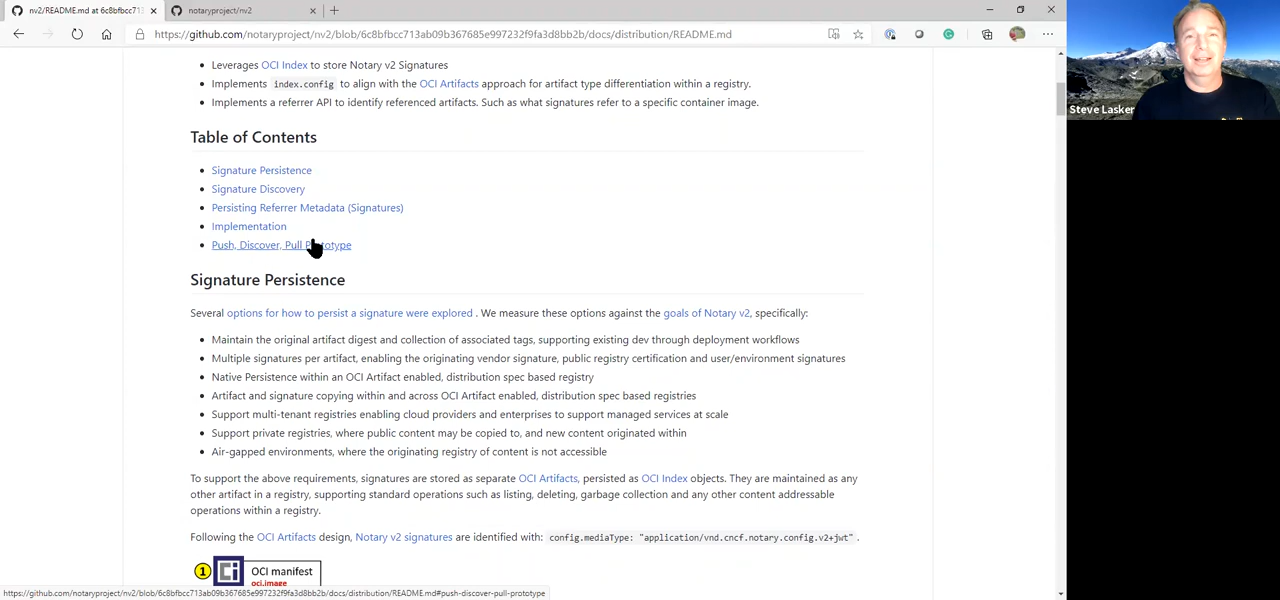 nv2/README.md at 6c8bfbcc713
notaryproject/nv2
https://github.com/notaryproject/nv2/blob/6c8bfbcc713ab09b367685e997232f9fa3d8bb2b/docs/distribution/README.md
Leverages OCI Index to store Notary v2 Signatures
Implements index.config to align with the OCI Artifacts approach for artifact type differentiation within a registry.
Implements a referrer API to identify referenced artifacts. Such as what signatures refer to a specific container image.
Steve Lasker
Table of Contents
Signature Persistence
Signature Discovery
Persisting Referrer Metadata (Signatures)
Implementation
Push, Discover, Pull Prototype
Signature Persistence
Several options for how to persist a signature were explored . We measure these options against the goals of Notary v2, specifically:
Maintain the original artifact digest and collection of associated tags, supporting existing dev through deployment workflows
Multiple signatures per artifact, enabling the originating vendor signature, public registry certification and user/environment signatures
Native Persistence within an OCI Artifact enabled, distribution spec based registry
Artifact and signature copying within and across OCI Artifact enabled, distribution spec based registries
Support multi-tenant registries enabling cloud providers and enterprises to support managed services at scale
Support private registries, where public content may be copied to, and new content originated within
Air-gapped environments, where the originating registry of content is not accessible
To support the above requirements, signatures are stored as separate OCI Artifacts, persisted as OCI Index objects. They are maintained as any
other artifact in a registry, supporting standard operations such as listing, deleting, garbage collection and any other content addressable
operations within a registry.
Following the OCI Artifacts design, Notary v2 signatures are identified with: config.mediaType: "application/vnd.cncf.notary.config.v2+jwt" .
1 OCI manifest
oci.image
https://github.com/notaryproject/nv2/blob/6c8bfbcc713ab09b367685e997232f9fa3d8bb2b/docs/distribution/README.md#push-discover-pull-prototype